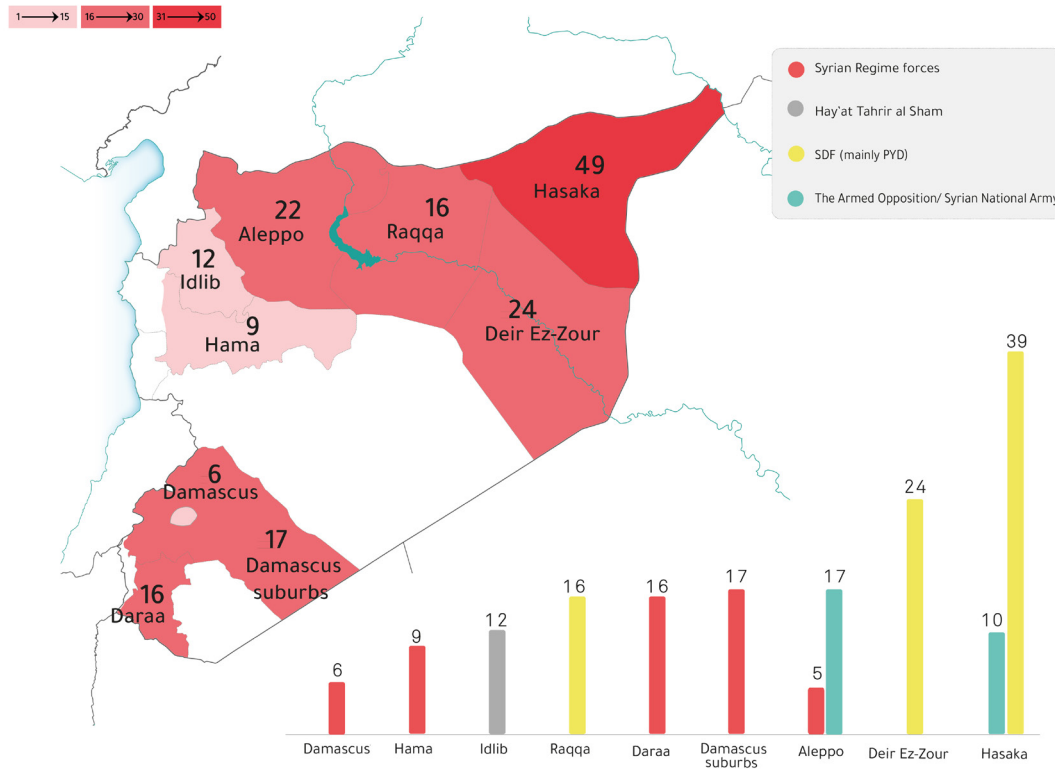 1 15 16 30 31 50
Syrian Regime forces
Hay'at Tahrir al Sham
SDF (mainly PYD)
The Armed Opposition/ Syrian National Army
49
Hasaka
22
Aleppo
16
Raqqa
12
Idlib
9
Hama
24
Deir Ez-Zour
6
Damascus
17
Damascus
suburbs
16
Daraa
6
9
12
16
16
17
5
17
24
10
39
Damascus
Hama
Idlib
Raqqa
Daraa
Damascus
suburbs
Aleppo
Deir Ez-Zour
Hasaka